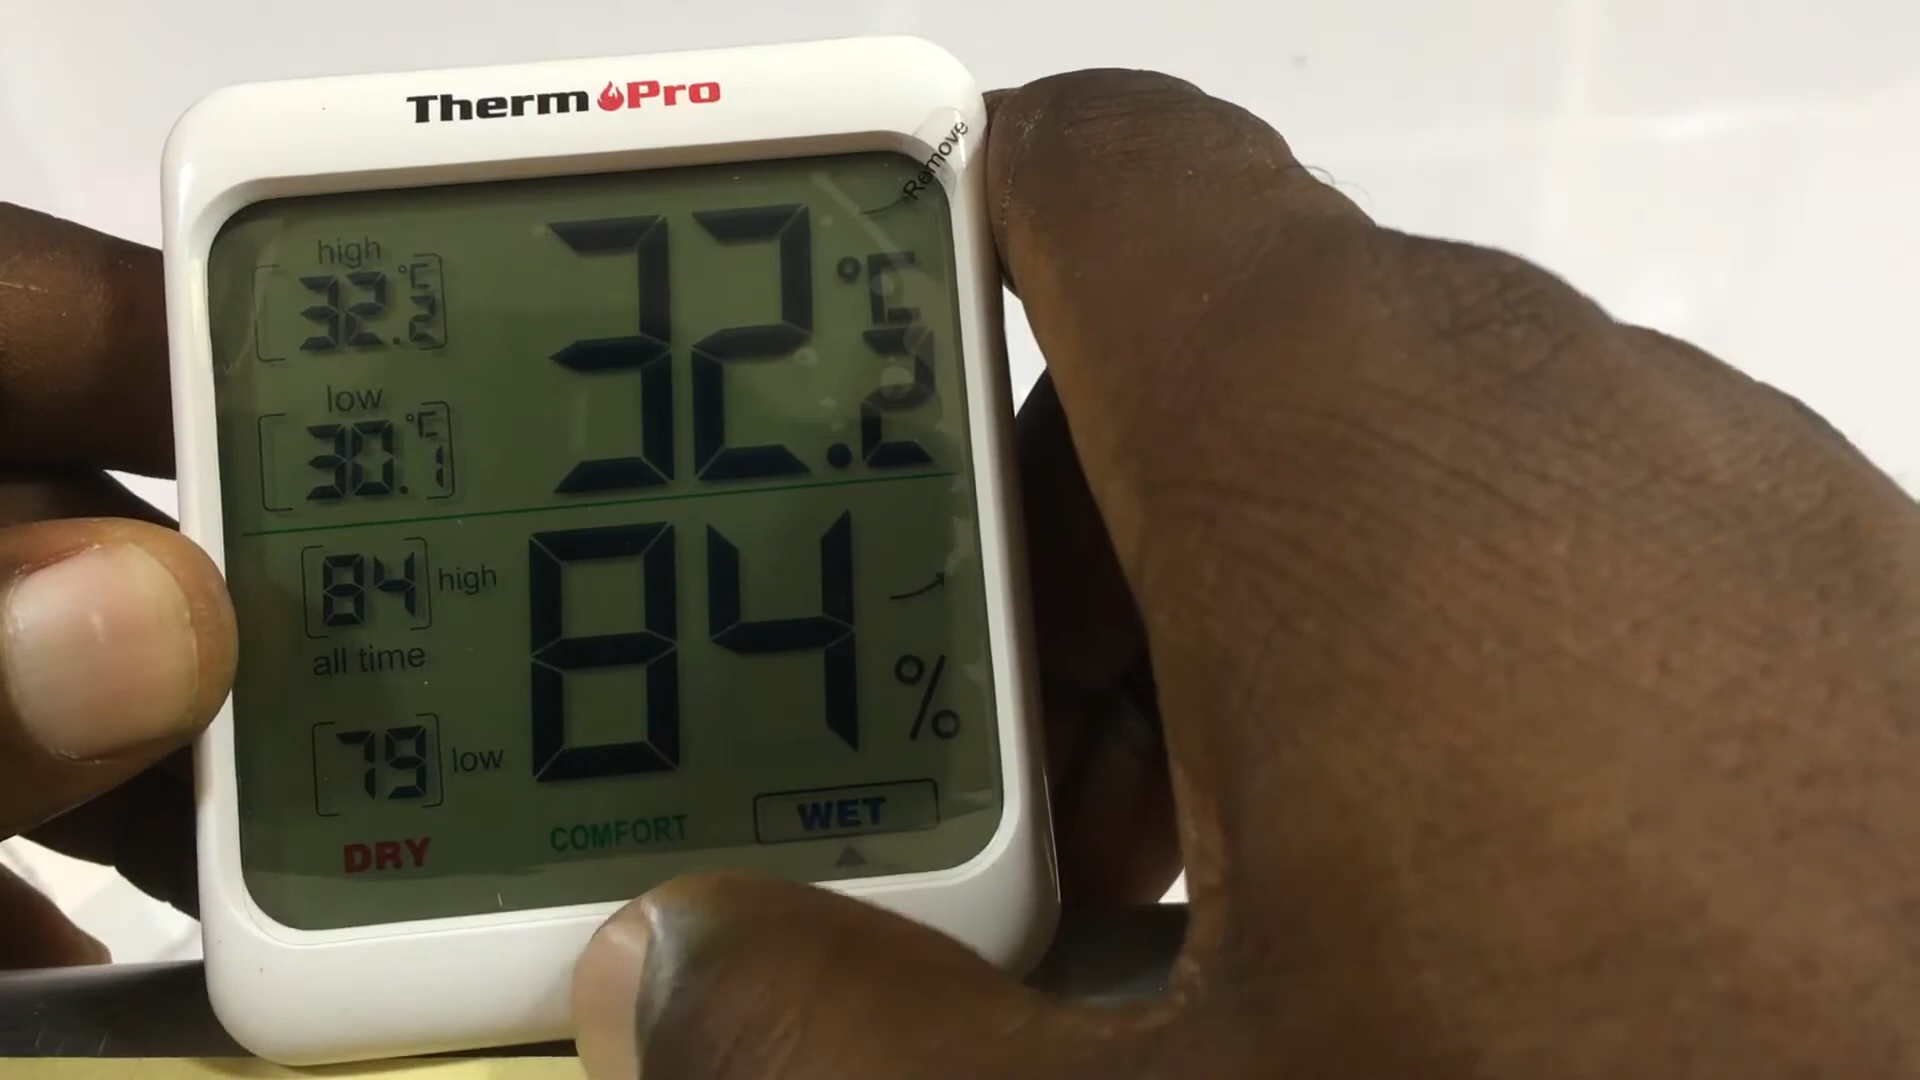 ThermPro
Remove
high
32.2 °C
32.2 °C
low
30.1 °C
84 high
84 %
all time
79 low
DRY COMFORT WET